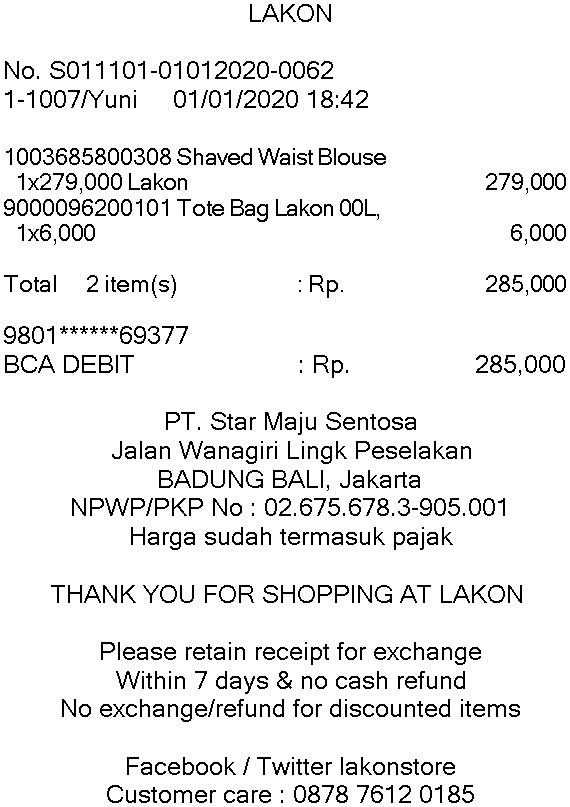 LAKON
No. S011101-01012020-0062
1-1007/Yuni 01/01/2020 18:42
1003685800308 Shaved Waist Blouse
1x279,000 Lakon 279,000
9000096200101 Tote Bag Lakon 00L,
1x6,000 6,000
Total 2 item(s) : Rp. 285,000
9801******69377
BCA DEBIT : Rp. 285,000
PT. Star Maju Sentosa
Jalan Wanagiri Lingk Peselakan
BADUNG BALI, Jakarta
NPWP/PKP No : 02.675.678.3-905.001
Harga sudah termasuk pajak
THANK YOU FOR SHOPPING AT LAKON
Please retain receipt for exchange
Within 7 days & no cash refund
No exchange/refund for discounted items
Facebook / Twitter lakonstore
Customer care : 0878 7612 0185